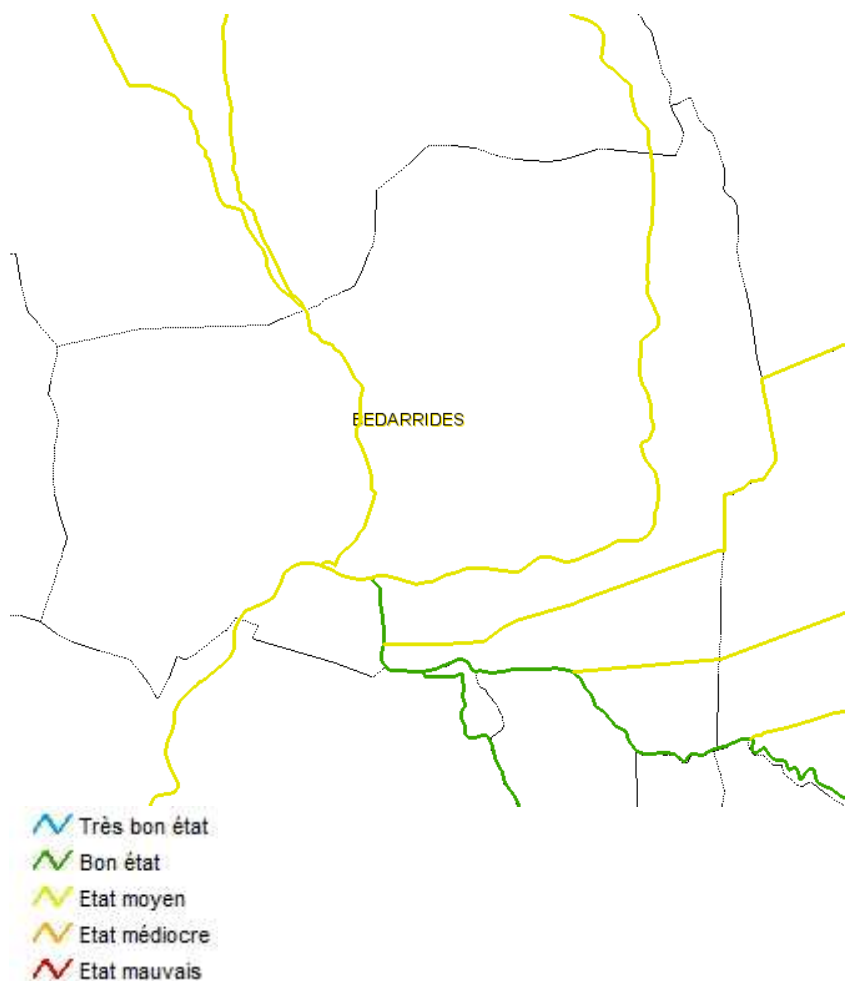 BEDARRIDES
Très bon état
Bon état
Etat moyen
Etat médiocre
Etat mauvais